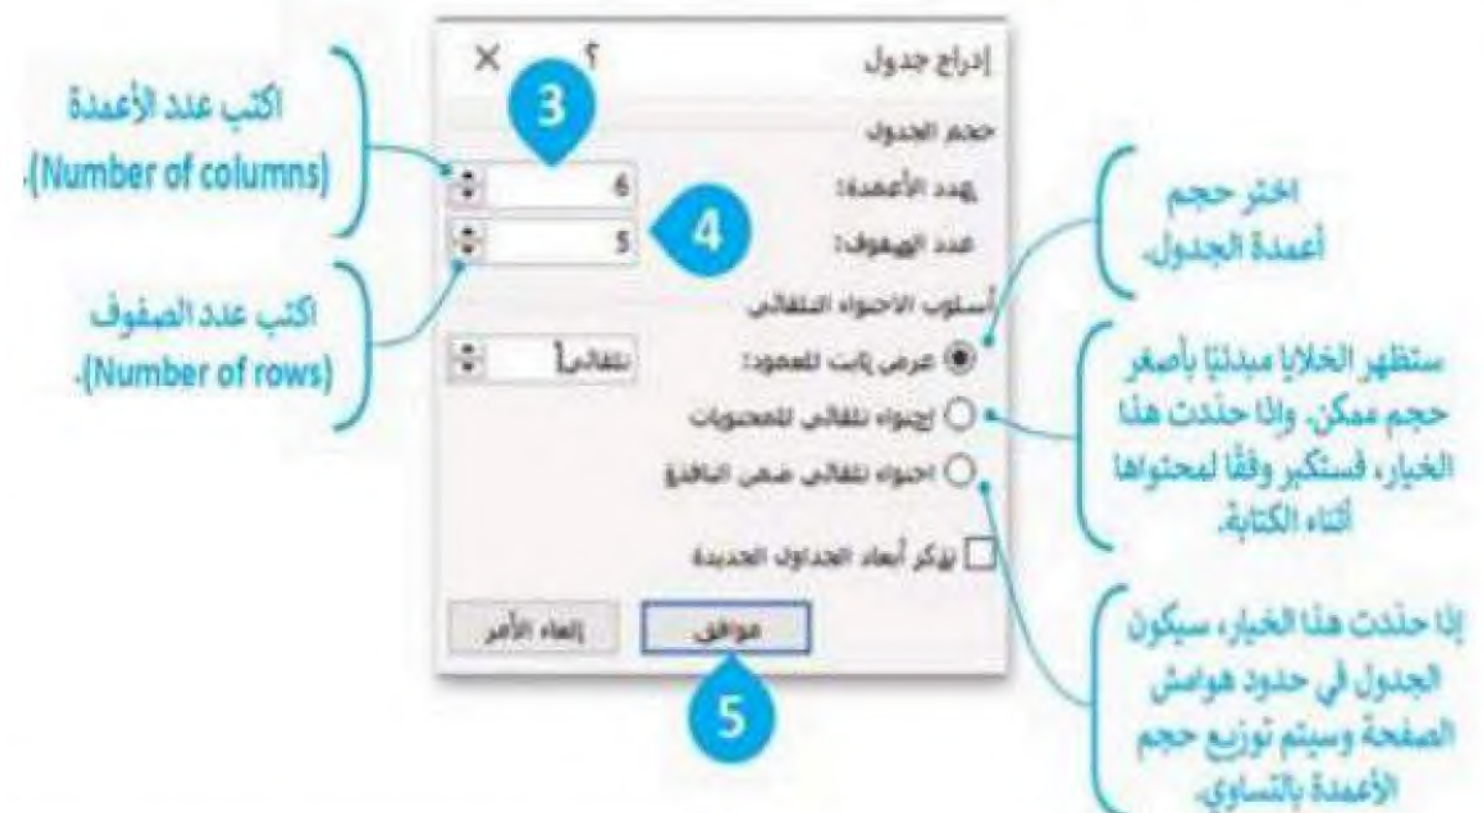 إدراج جدول
؟
×
حجم الجدول
عدد الأعمدة:
6
3
عدد الصفوف:
5
4
أسلوب الاحتواء التلقائي
عرض ثابت للعمود:
تلقائي
احتواء تلقائي للمحتويات
احتواء تلقائي ضمن النافذة
تذكر أبعاد الجداول الجديدة
موافق
إلغاء الأمر
5
اختر حجم
أعمدة الجدول.
ستظهر الخلايا مبدئيًا بأصغر
حجم ممكن. وإذا حددت هذا
الخيار، فستكبر وفقًا لمحتواها
أثناء الكتابة.
إذا حددت هذا الخيار، سيكون
الجدول في حدود هوامش
الصفحة وسيتم توزيع حجم
الأعمدة بالتساوي.
اكتب عدد الأعمدة
(Number of columns).
اكتب عدد الصفوف
(Number of rows).